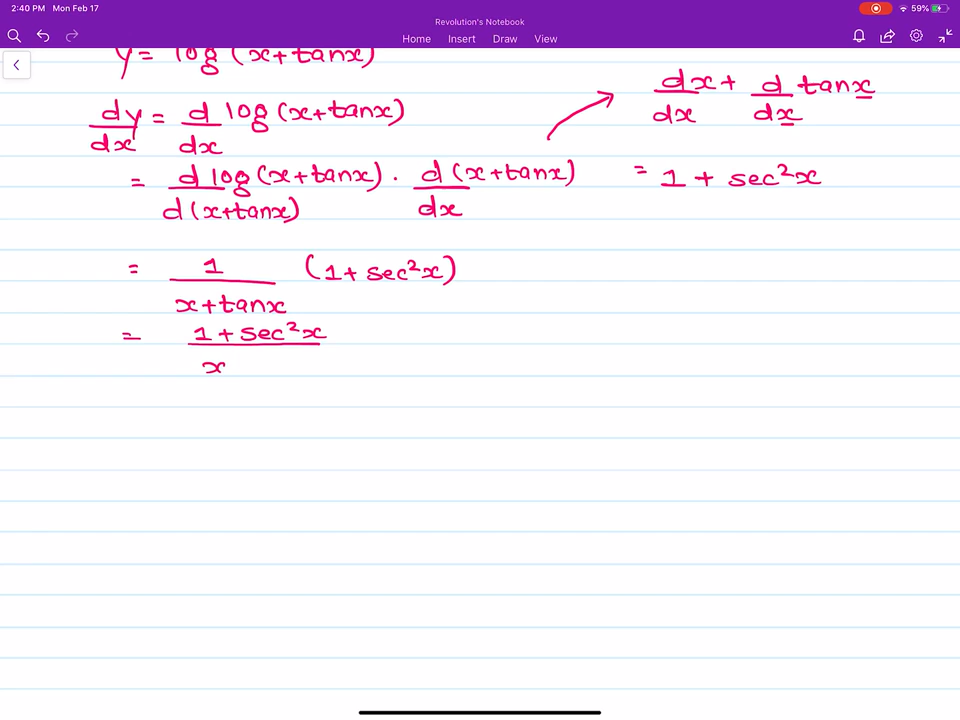 2:40 PM Mon Feb 17 59%
Revolution's Notebook
Home Insert Draw View
y = log (x+tanx)
dy/dx = d/dx log (x+tanx)
= d log (x+tanx)/d(x+tanx) · d (x+tanx)/dx
dx/dx + d/dx tanx
= 1 + sec²x
= 1/(x+tanx) (1+sec²x)
= 1+sec²x/x